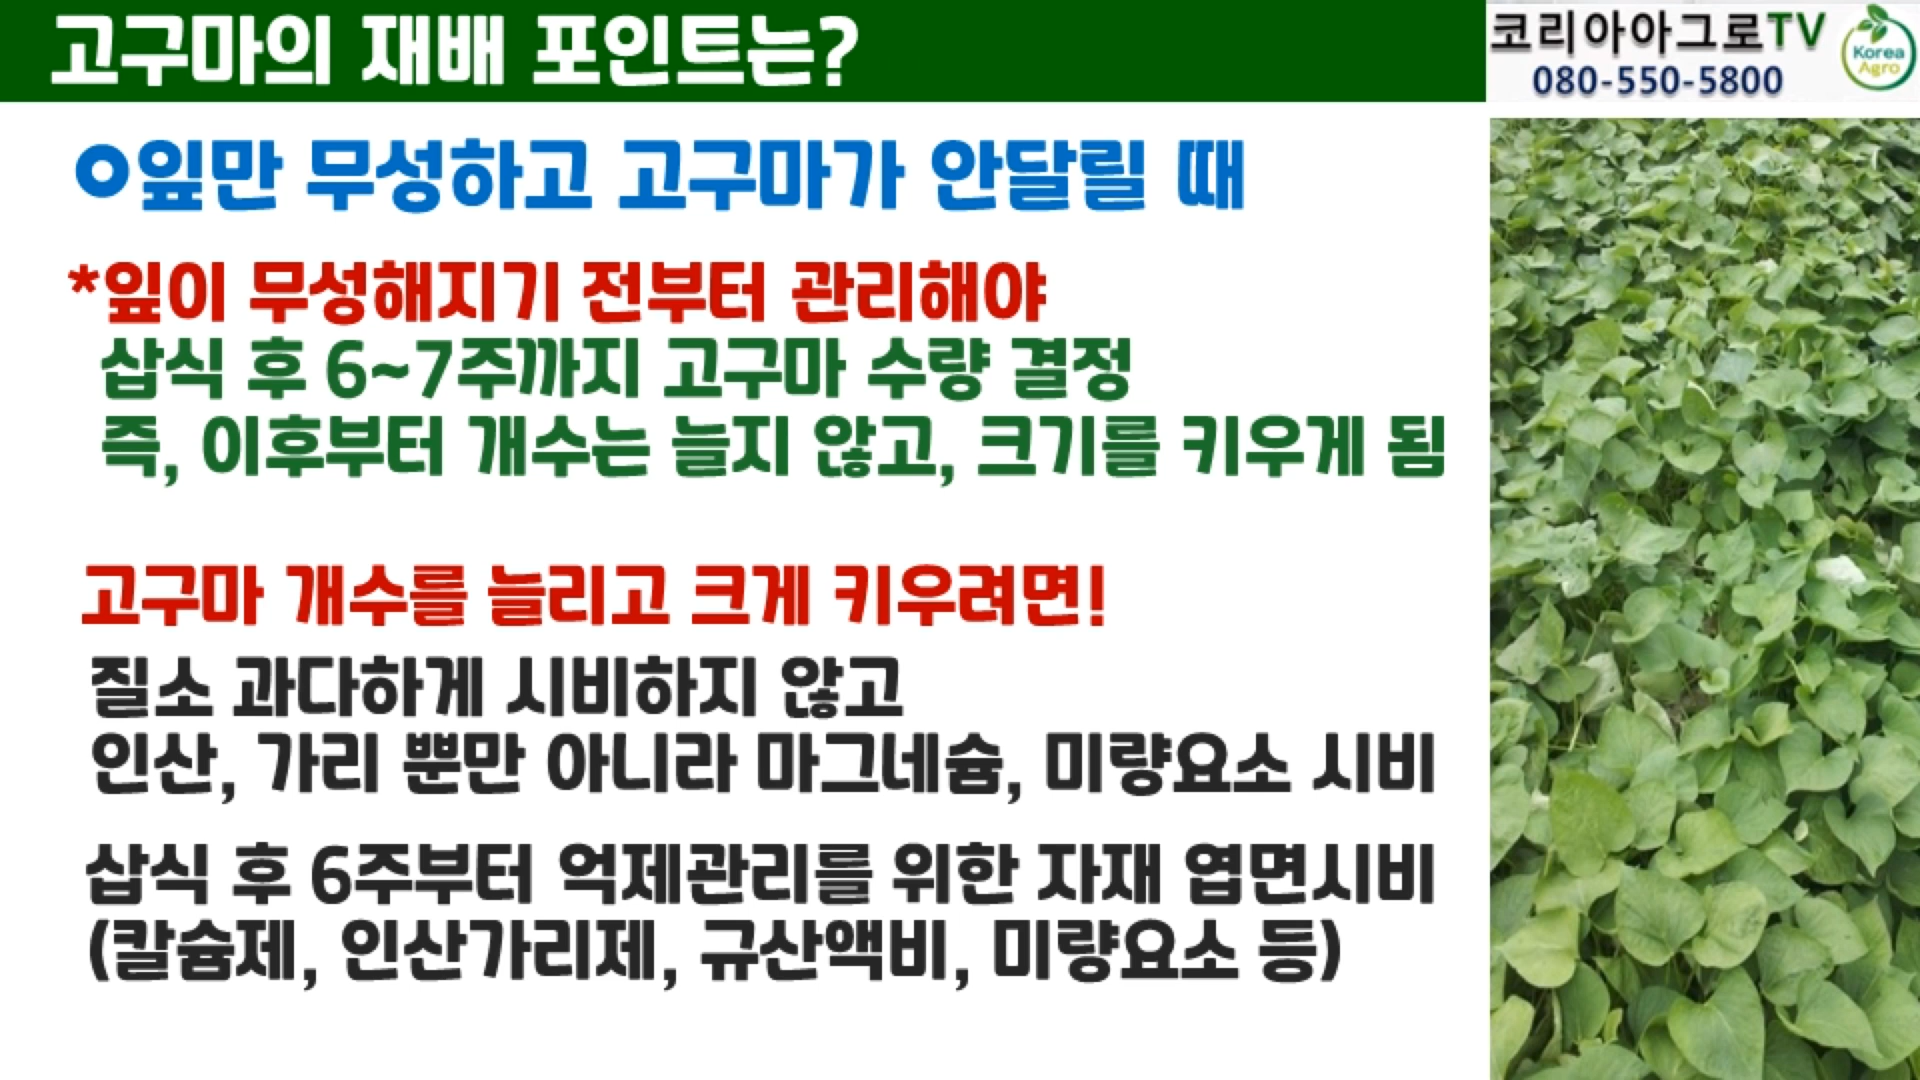 고구마의 재배 포인트는?
코리아아그로TV
080-550-5800
Korea
Agro
ㅇ잎만 무성하고 고구마가 안달릴 때
*잎이 무성해지기 전부터 관리해야
삽식 후 6~7주까지 고구마 수량 결정
즉, 이후부터 개수는 늘지 않고, 크기를 키우게 됨
고구마 개수를 늘리고 크게 키우려면!
질소 과다하게 시비하지 않고
인산, 가리 뿐만 아니라 마그네슘, 미량요소 시비
삽식 후 6주부터 억제관리를 위한 자재 엽면시비
(칼슘제, 인산가리제, 규산액비, 미량요소 등)